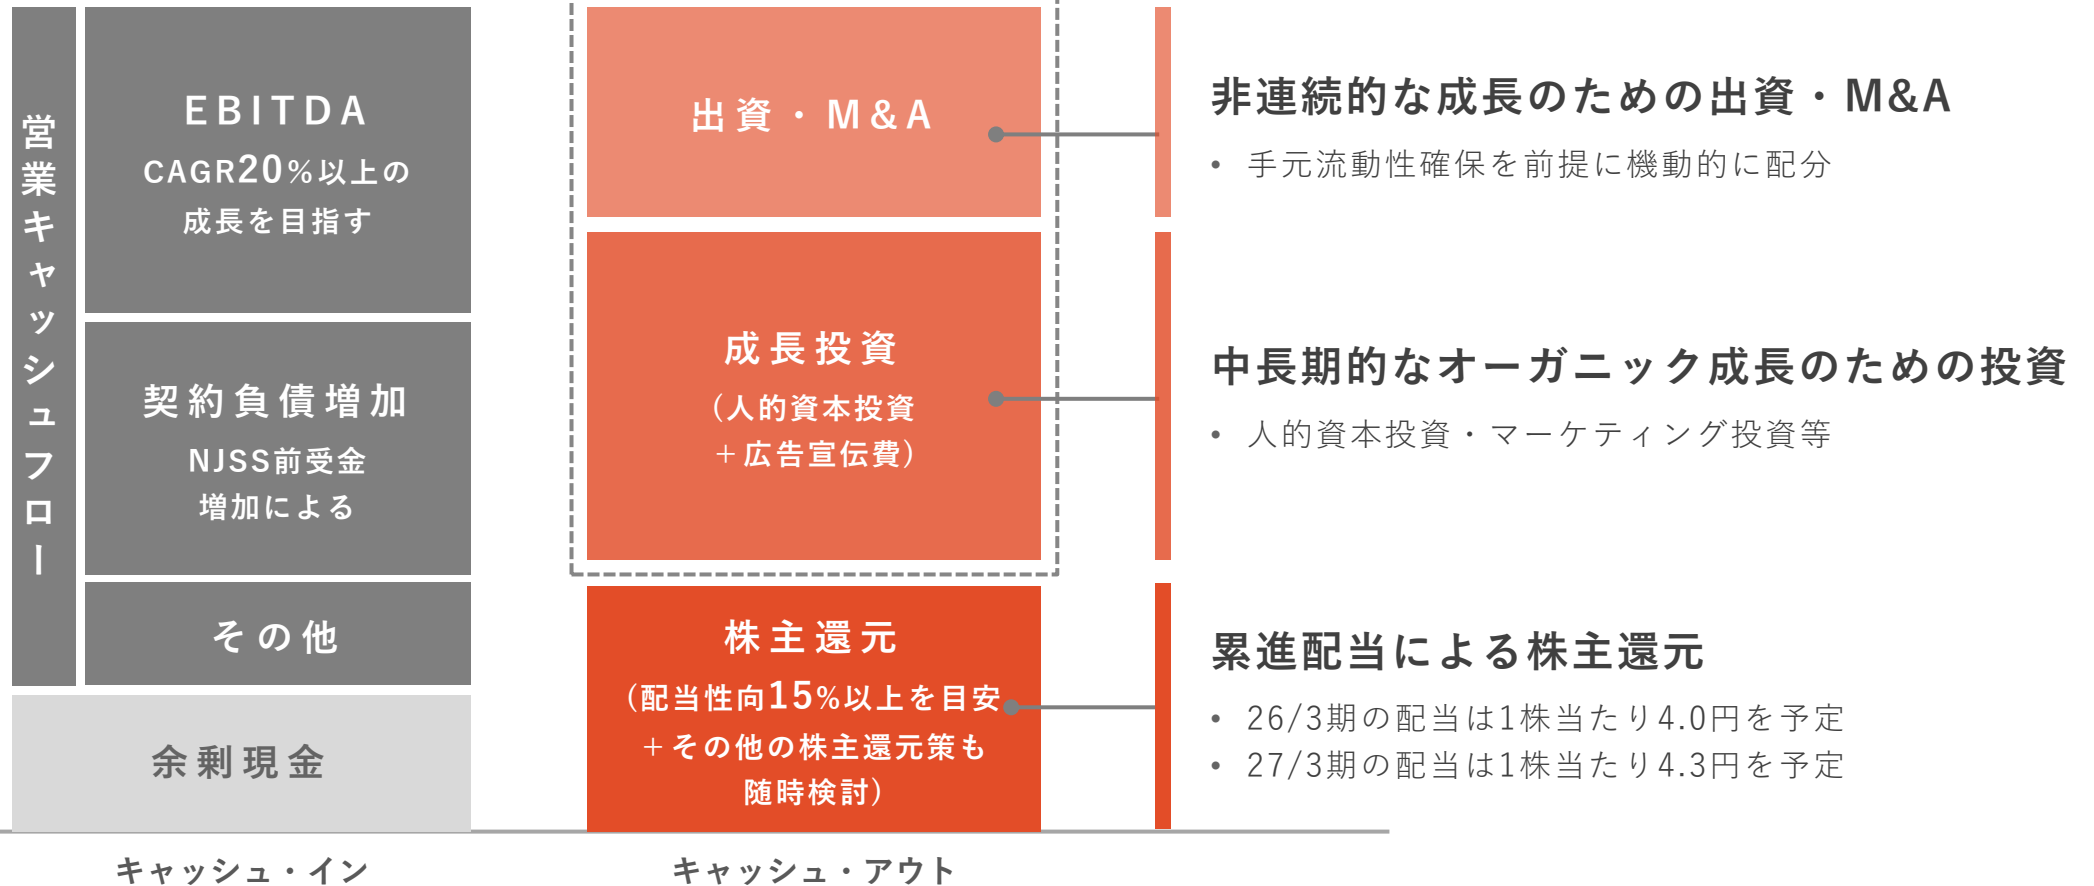 営業キャッシュフロー
EBITDA
CAGR20%以上の
成長を目指す
契約負債増加
NJSS前受金
増加による
その他
余剰現金
キャッシュ・イン
出資・M&A
成長投資
(人的資本投資
+広告宣伝費)
株主還元
(配当性向15%以上を目安
+その他の株主還元策も
随時検討)
キャッシュ・アウト
非連続的な成長のための出資・M&A
• 手元流動性確保を前提に機動的に配分
中長期的なオーガニック成長のための投資
• 人的資本投資・マーケティング投資等
累進配当による株主還元
• 26/3期の配当は1株当たり4.0円を予定
• 27/3期の配当は1株当たり4.3円を予定